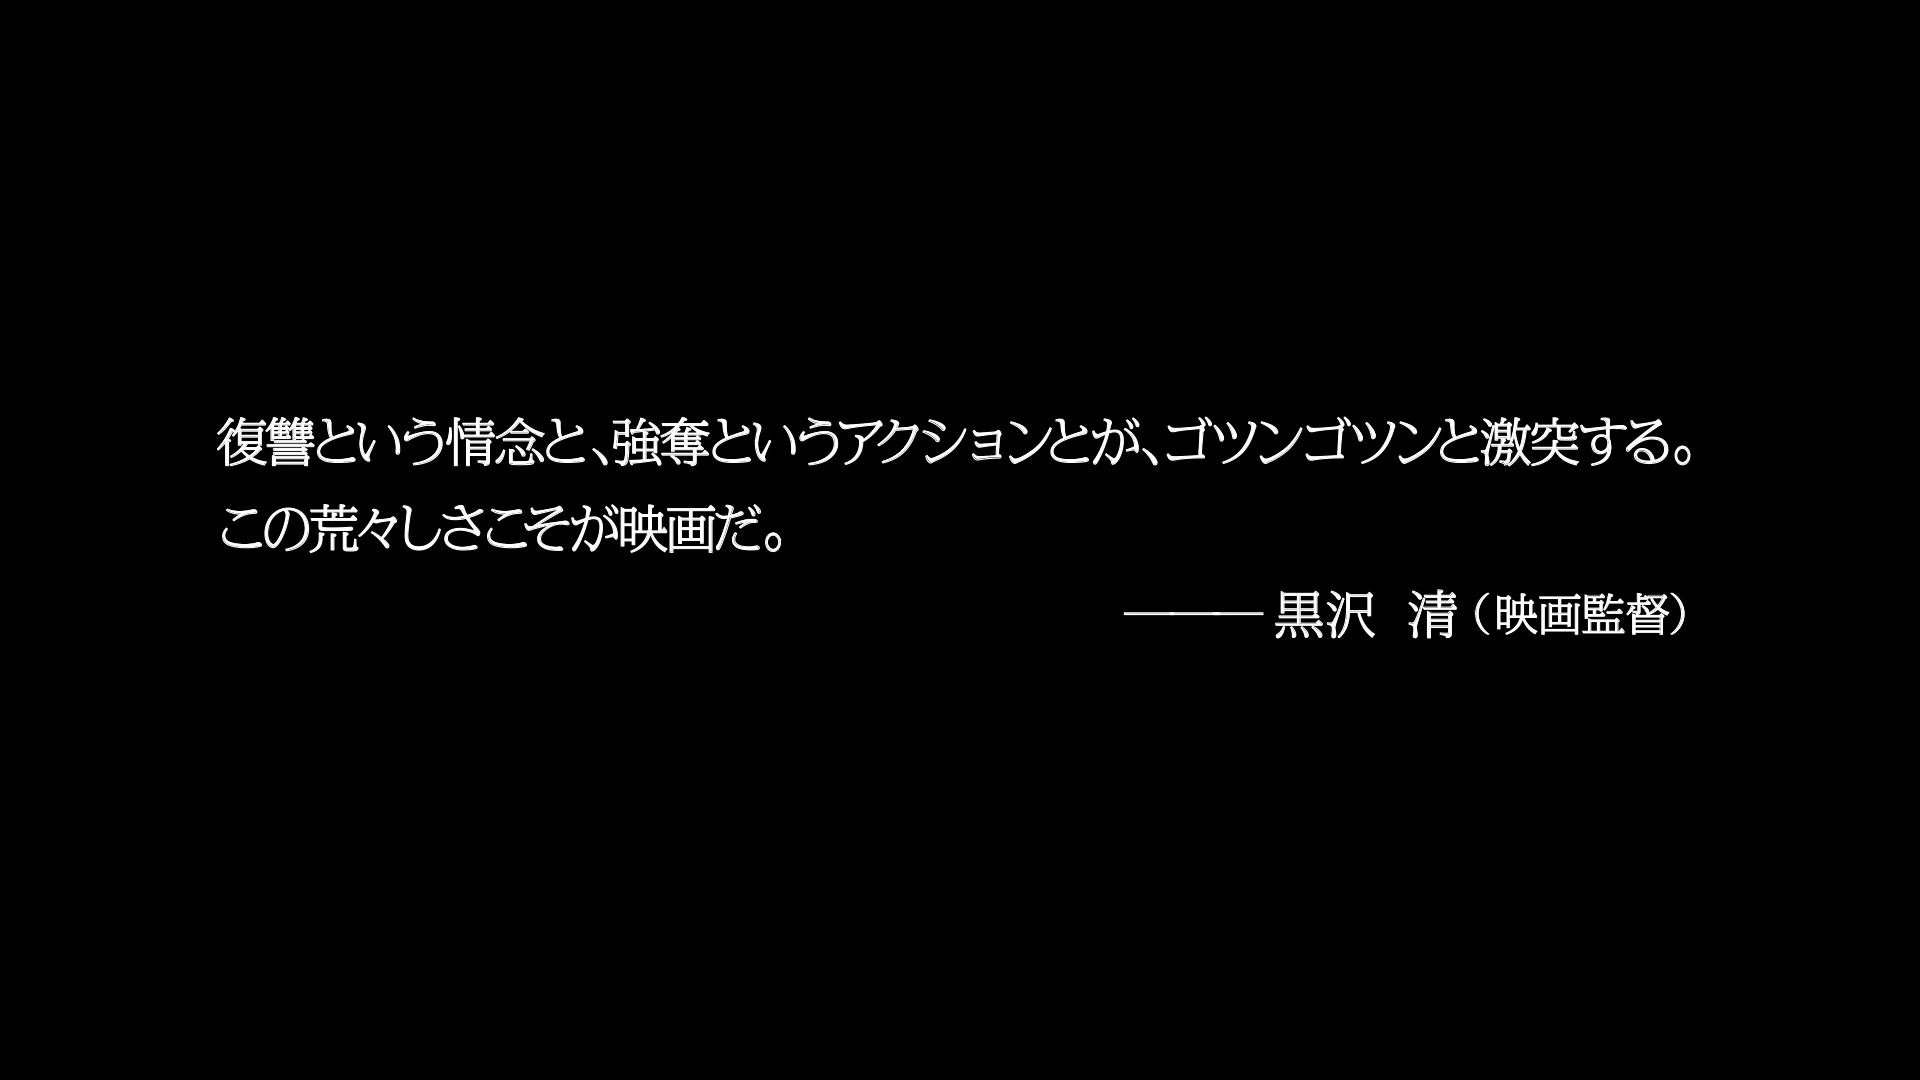 復讐という情念と、強奪というアクションとが、ゴツンゴツンと激突する。
この荒々しさこそが映画だ。
———黒沢　清（映画監督）